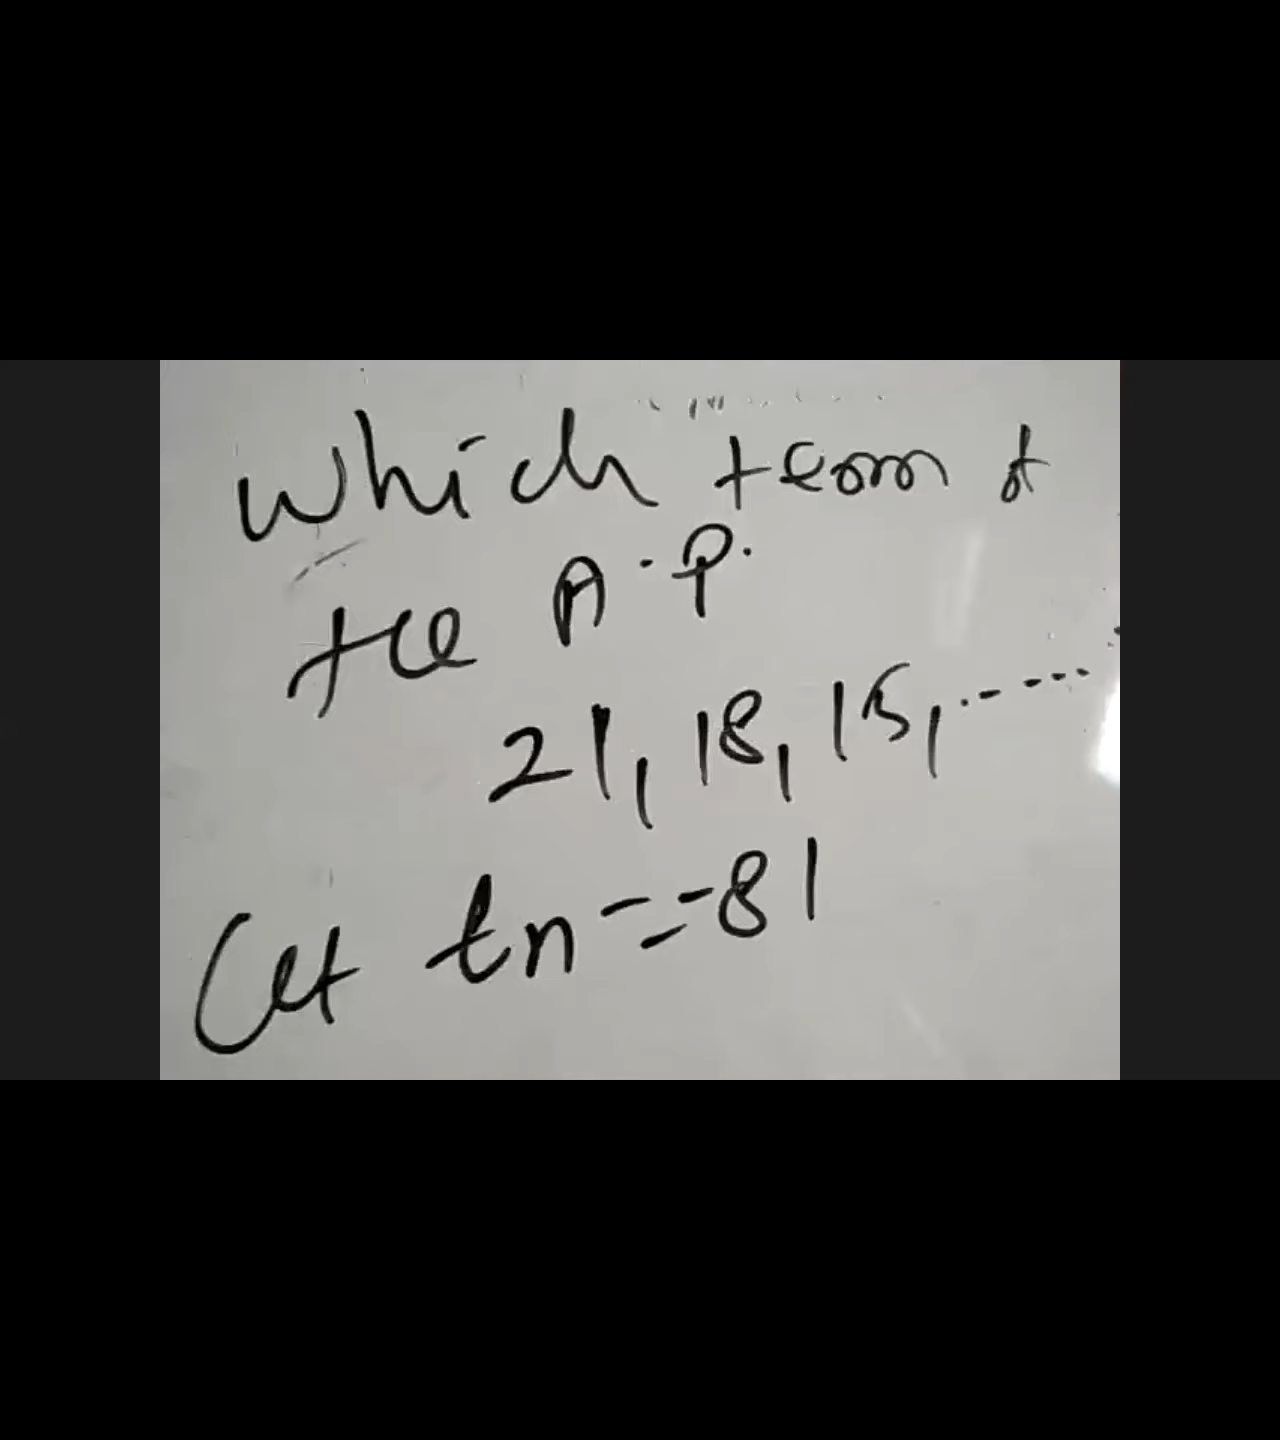 Which term of
the A.P.
21, 18, 15, ......
Let tn = -81